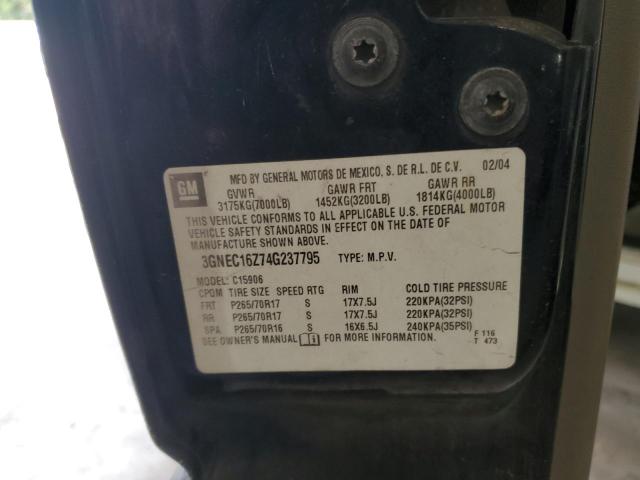 GM MFD BY GENERAL MOTORS DE MEXICO, S. DE R.L. DE C.V. 02/04
GVWR GAWR FRT GAWR RR
3175KG(7000LB) 1452KG(3200LB) 1814KG(4000LB)
THIS VEHICLE CONFORMS TO ALL APPLICABLE U.S. FEDERAL MOTOR
VEHICLE SAFETY STANDARDS IN EFFECT ON THE DATE OF
MANUFACTURE SHOWN ABOVE.
3GNEC16Z74G237795 TYPE: M.P.V.
MODEL: C15906
CPOM TIRE SIZE SPEED RTG RIM COLD TIRE PRESSURE
FRT P265/70R17 S 17X7.5J 220KPA(32PSI)
RR P265/70R17 S 17X7.5J 220KPA(32PSI)
SPA P265/70R16 S 16X6.5J 240KPA(35PSI)
SEE OWNER'S MANUAL FOR MORE INFORMATION. F 116
T 473